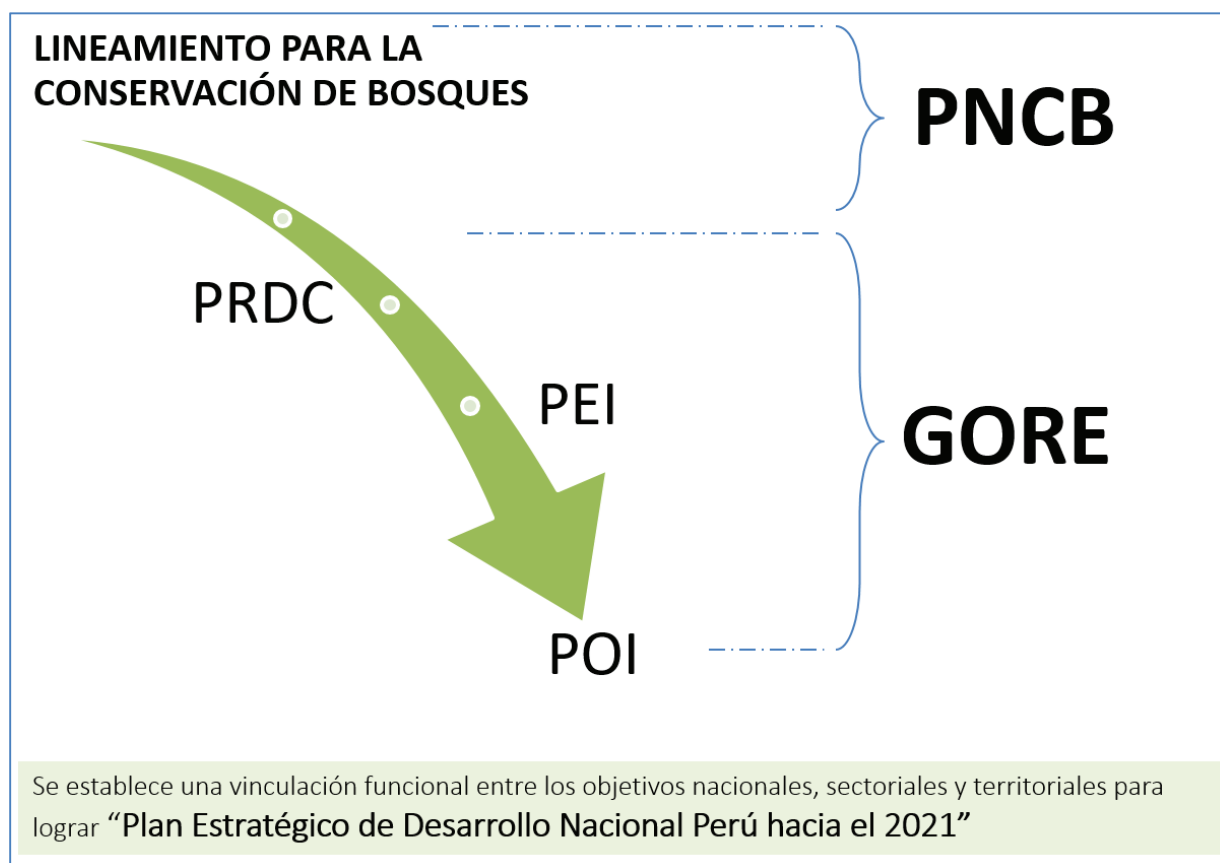 LINEAMIENTO PARA LA
CONSERVACIÓN DE BOSQUES
PNCB
PRDC
PEI
GORE
POI
Se establece una vinculación funcional entre los objetivos nacionales, sectoriales y territoriales para
lograr “Plan Estratégico de Desarrollo Nacional Perú hacia el 2021”